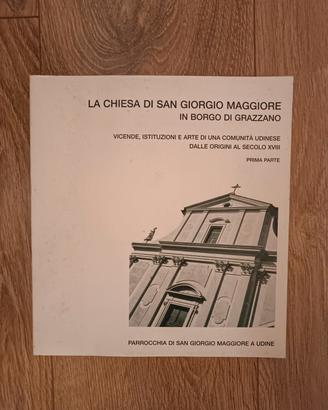 LA CHIESA DI SAN GIORGIO MAGGIORE
IN BORGO DI GRAZZANO
VICENDE, ISTITUZIONI E ARTE DI UNA COMUNITÀ UDINESE
DALLE ORIGINI AL SECOLO XVIII
PRIMA PARTE
PARROCCHIA DI SAN GIORGIO MAGGIORE A UDINE